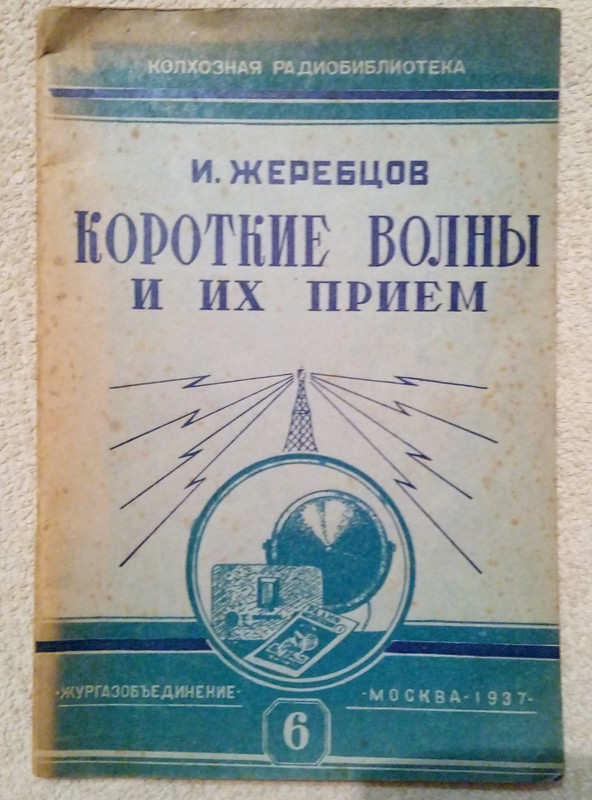 КОЛХОЗНАЯ РАДИОБИБЛИОТЕКА
И. ЖЕРЕБЦОВ
КОРОТКИЕ ВОЛНЫ
И ИХ ПРИЕМ
·ЖУРГАЗОБЪЕДИНЕНИЕ·
·МОСКВА·1937·
6